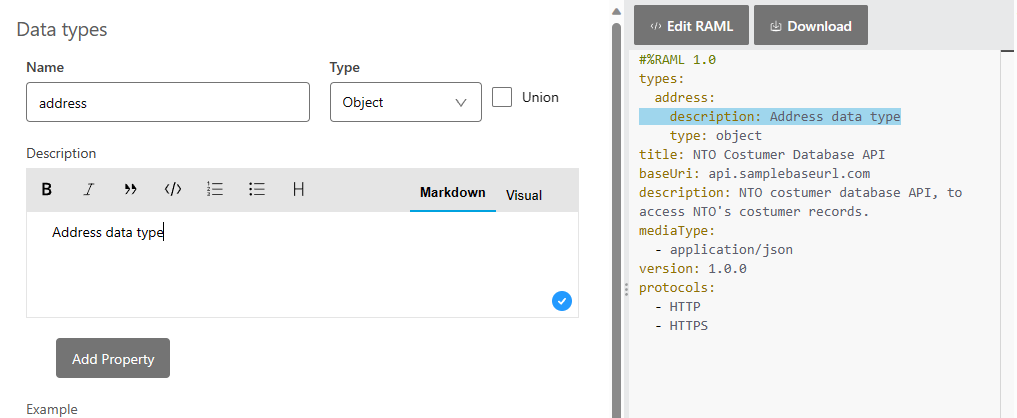 Data types
Name
Type
address
Object
Union
Description
B I ” </> H
Markdown
Visual
Address data type
Add Property
Example
</> Edit RAML
Download
#%RAML 1.0
types:
  address:
    description: Address data type
    type: object
title: NTO Costumer Database API
baseUri: api.samplebaseurl.com
description: NTO costumer database API, to
access NTO's costumer records.
mediaType:
  - application/json
version: 1.0.0
protocols:
  - HTTP
  - HTTPS